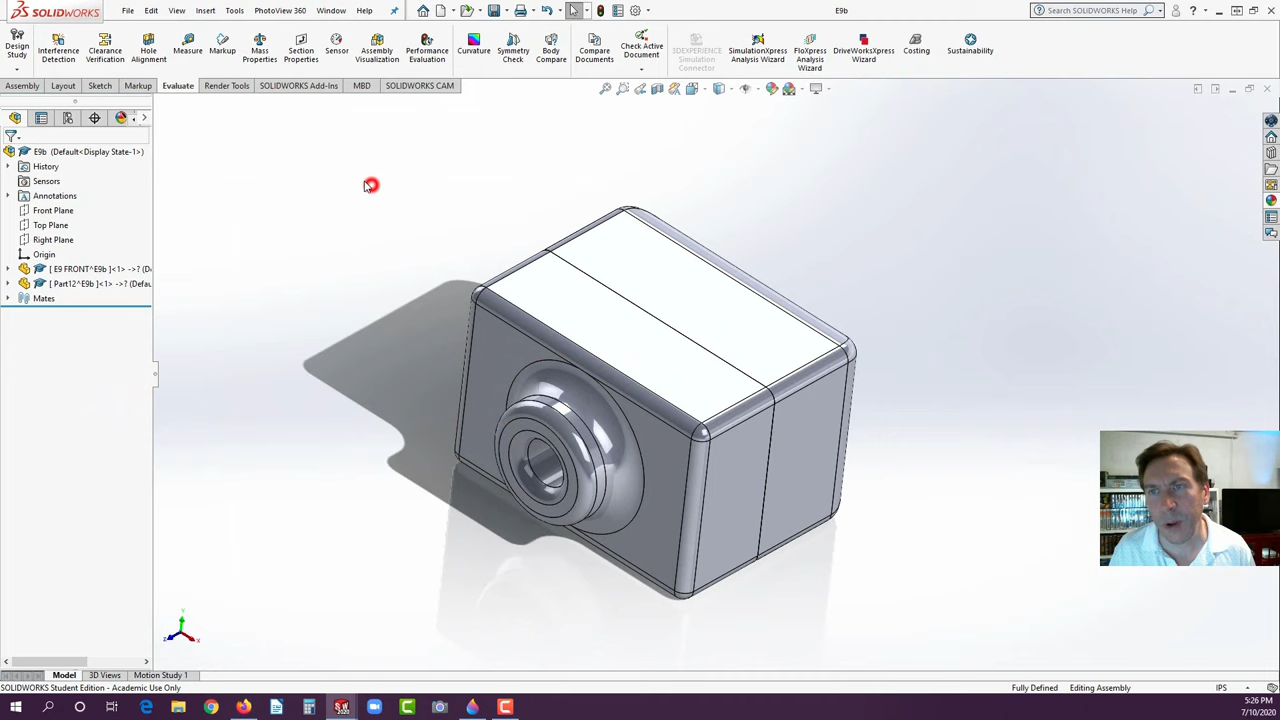 SOLIDWORKS File Edit View Insert Tools PhotoView 360 Window Help E9b Search SOLIDWORKS Help
Design Study
Interference Detection
Clearance Verification
Hole Alignment
Measure
Markup
Mass Properties
Section Properties
Sensor
Assembly Visualization
Performance Evaluation
Curvature
Symmetry Check
Body Compare
Compare Documents
Check Active Document
3DEXPERIENCE Simulation Connector
SimulationXpress Analysis Wizard
FloXpress Analysis Wizard
DriveWorksXpress Wizard
Costing
Sustainability
Assembly Layout Sketch Markup Evaluate Render Tools SOLIDWORKS Add-Ins MBD SOLIDWORKS CAM
E9b (Default<Display State-1>)
History
Sensors
Annotations
Front Plane
Top Plane
Right Plane
Origin
[ E9 FRONT^E9b ]<1> ->? (De
[ Part12^E9b ]<1> ->? (Defau
Mates
Y
Z X
Model 3D Views Motion Study 1
SOLIDWORKS Student Edition - Academic Use Only Fully Defined Editing Assembly IPS
5:26 PM
7/10/2020